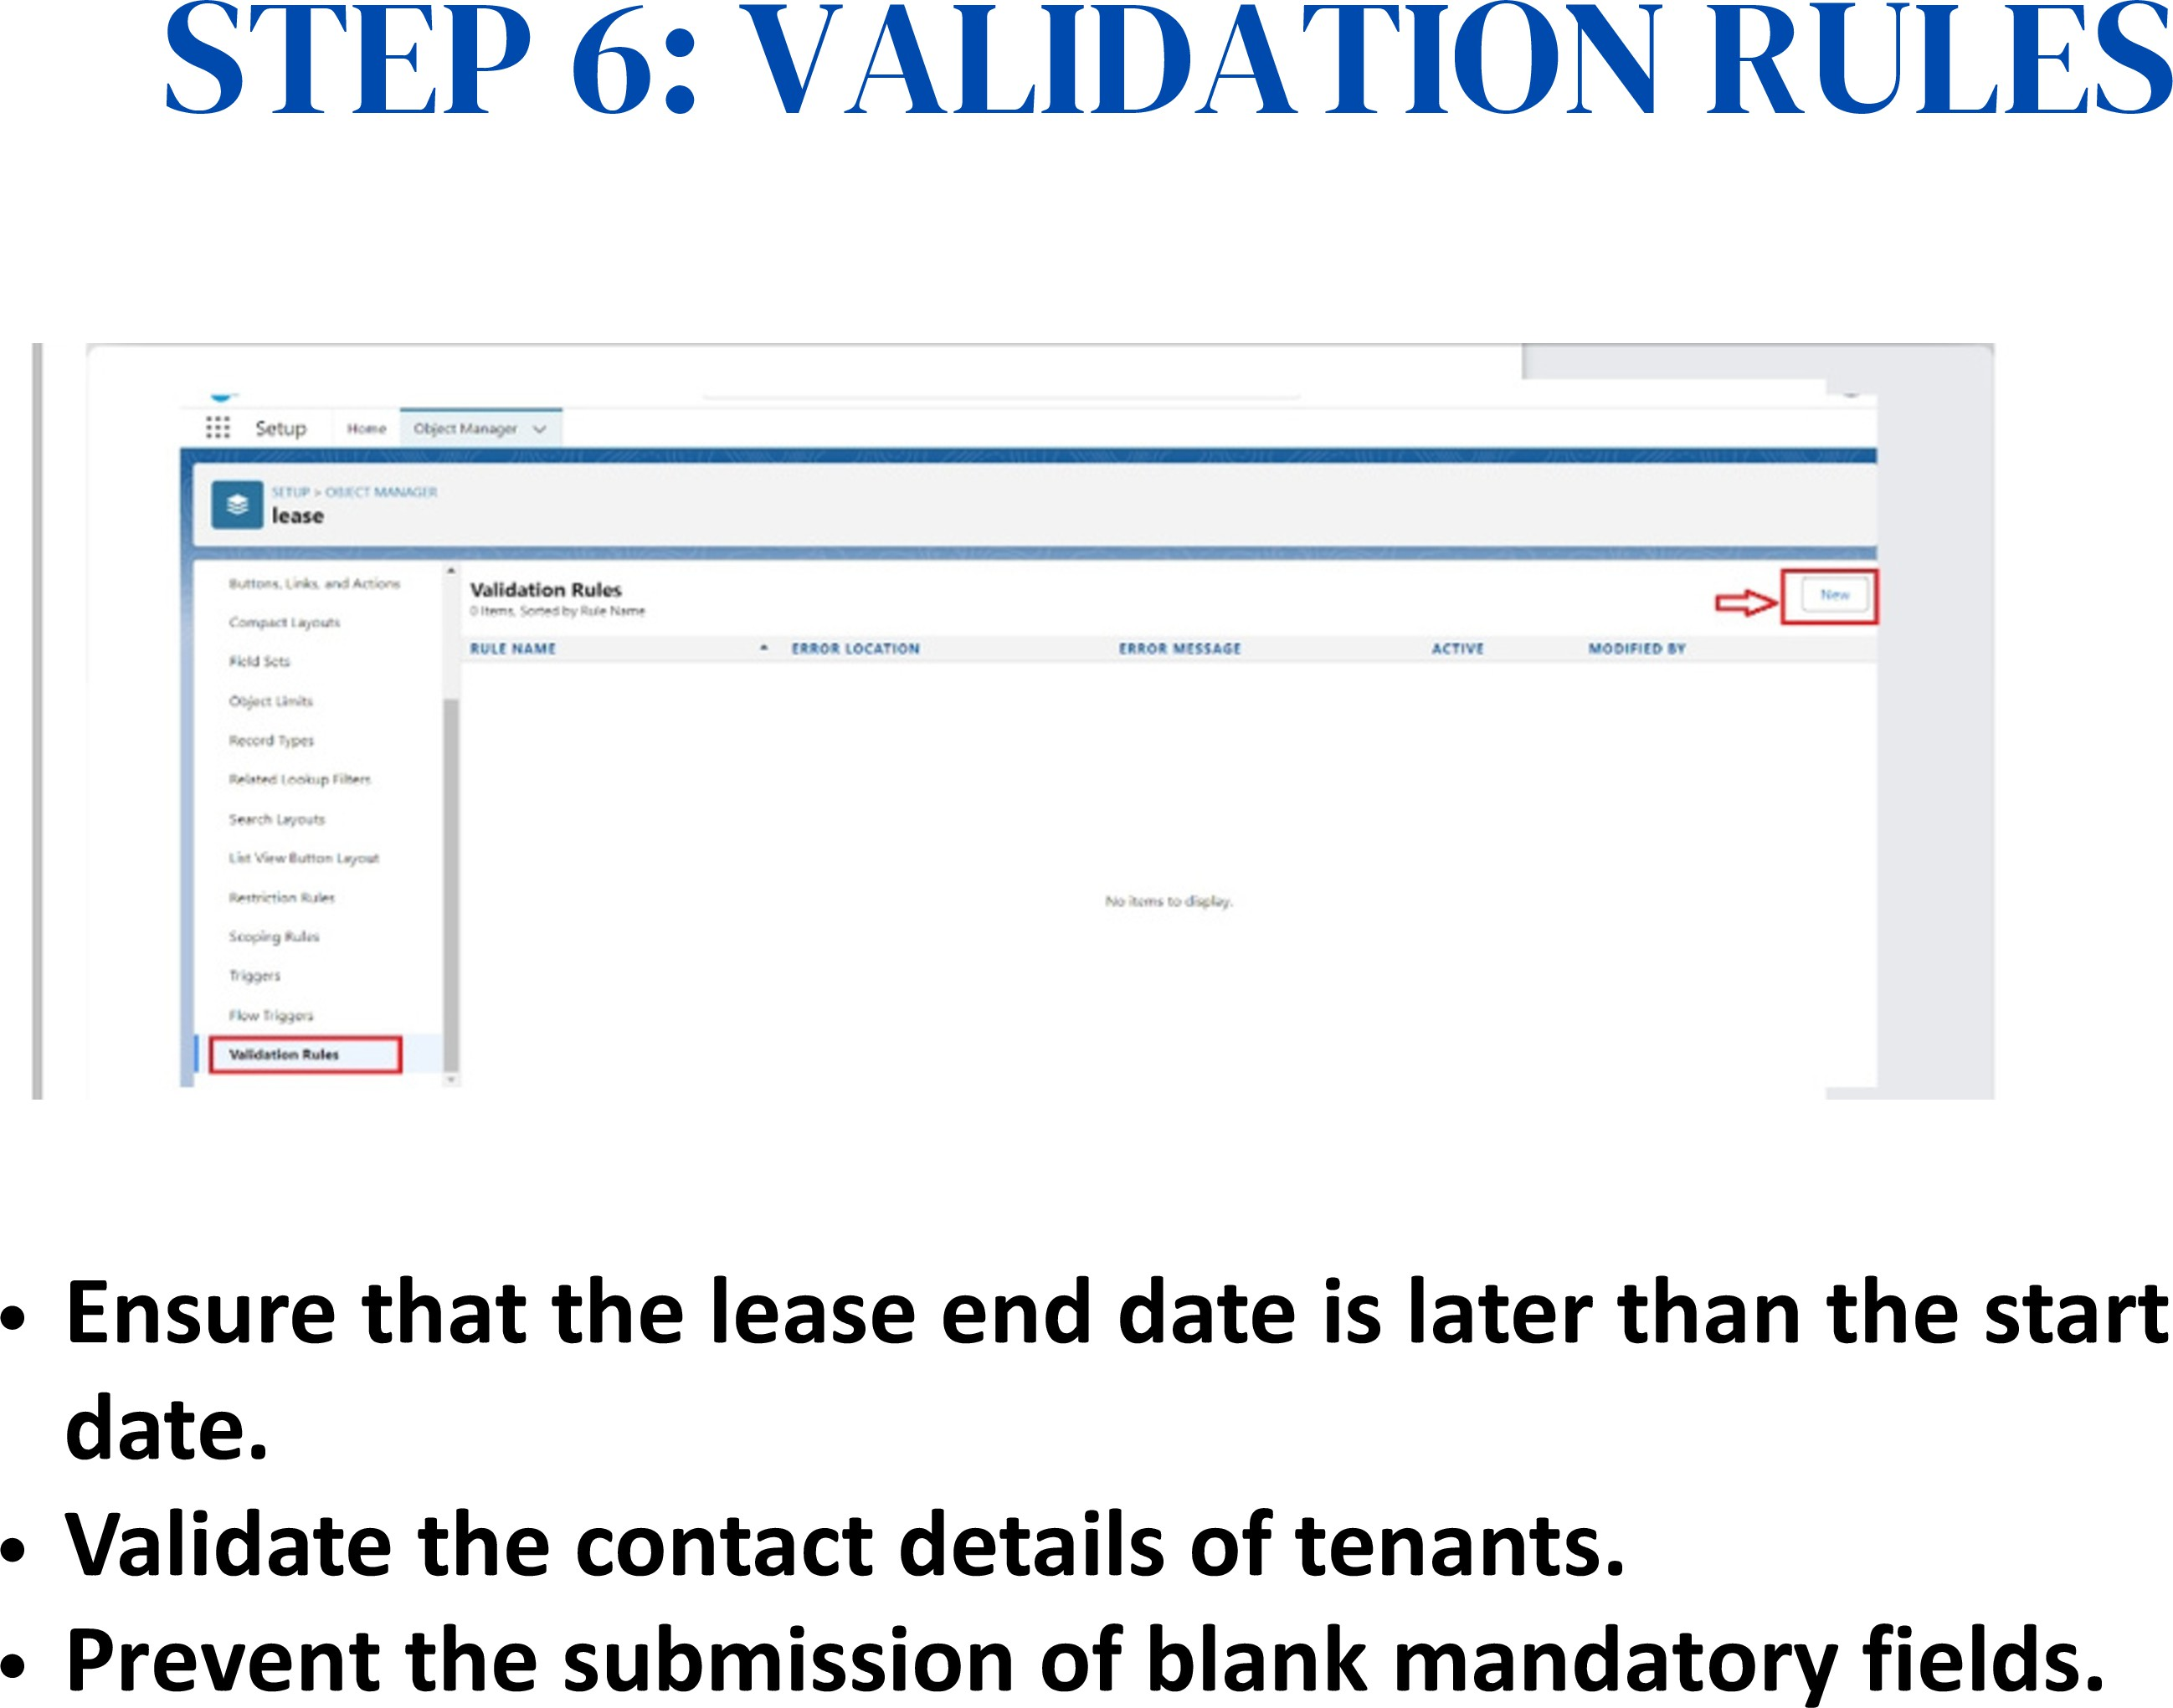 STEP 6: VALIDATION RULES
Setup Home Object Manager
SETUP > OBJECT MANAGER
lease
Buttons, Links, and Actions
Compact Layouts
Field Sets
Object Limits
Record Types
Related Lookup Filters
Search Layouts
List View Button Layout
Restriction Rules
Scoping Rules
Triggers
Flow Triggers
Validation Rules
Validation Rules
0 Items, Sorted by Rule Name
New
RULE NAME ERROR LOCATION ERROR MESSAGE ACTIVE MODIFIED BY
No items to display.
• Ensure that the lease end date is later than the start
date.
• Validate the contact details of tenants.
• Prevent the submission of blank mandatory fields.